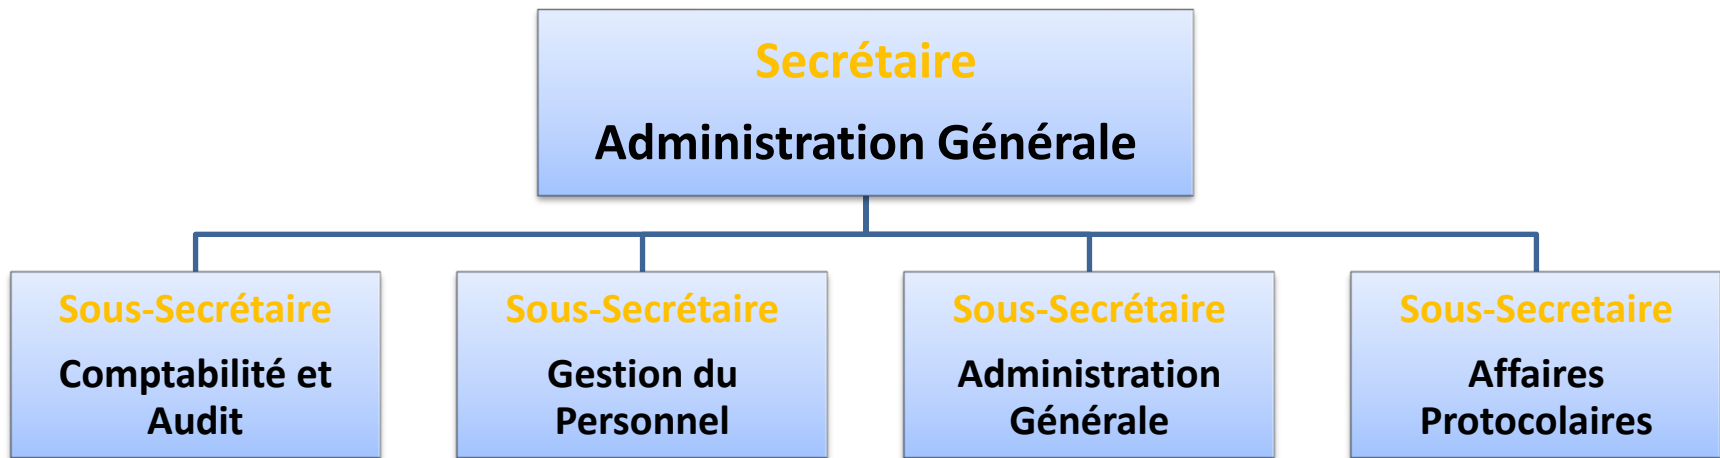 Secrétaire
Administration Générale
Sous-Secrétaire
Comptabilité et
Audit
Sous-Secrétaire
Gestion du
Personnel
Sous-Secrétaire
Administration
Générale
Sous-Secretaire
Affaires
Protocolaires